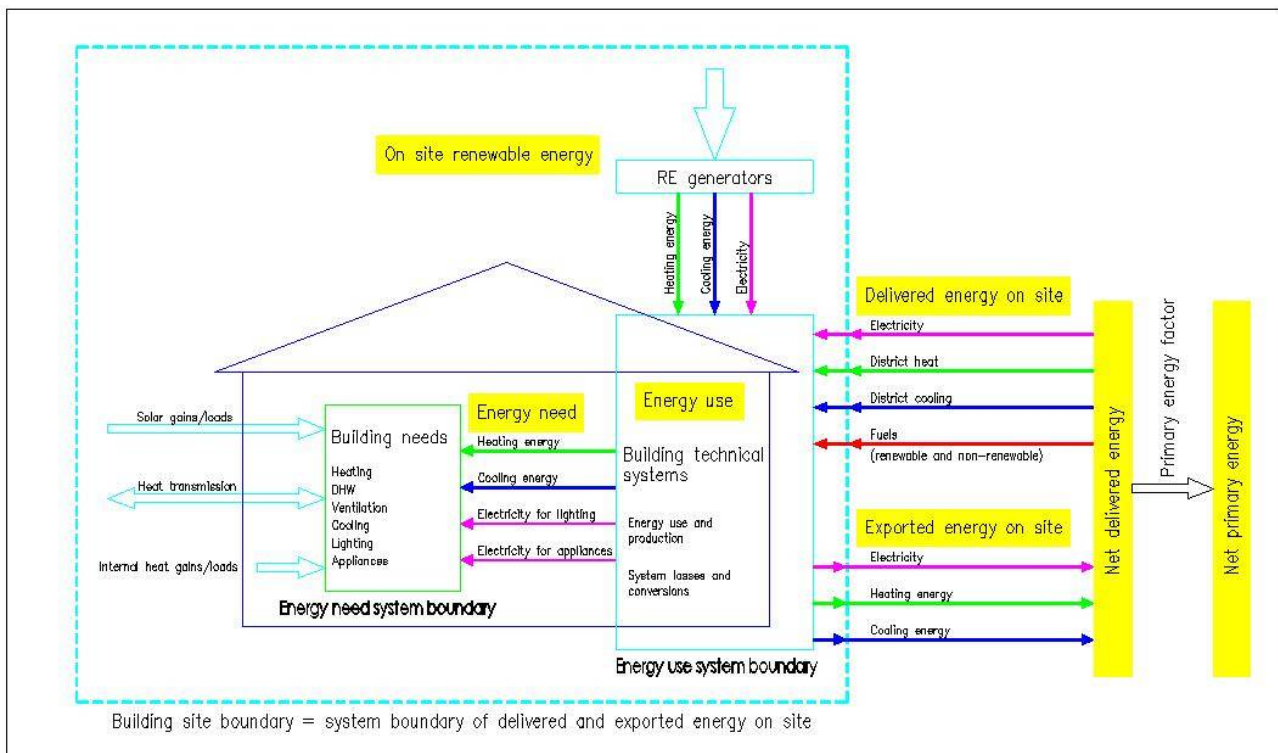 On site renewable energy
RE generators
Heating energy
Cooling energy
Electricity
Delivered energy on site
Electricity
District heat
District cooling
Fuels
(renewable and non-renewable)
Exported energy on site
Electricity
Heating energy
Cooling energy
Net delivered energy
Primary energy factor
Net primary energy
Solar gains/loads
Heat transmission
Internal heat gains/loads
Building needs
Heating
DHW
Ventilation
Cooling
Lighting
Appliances
Energy need system boundary
Energy need
Heating energy
Cooling energy
Electricity for lighting
Electricity for appliances
Energy use
Building technical
systems
Energy use and
production
System losses and
conversions
Energy use system boundary
Building site boundary = system boundary of delivered and exported energy on site